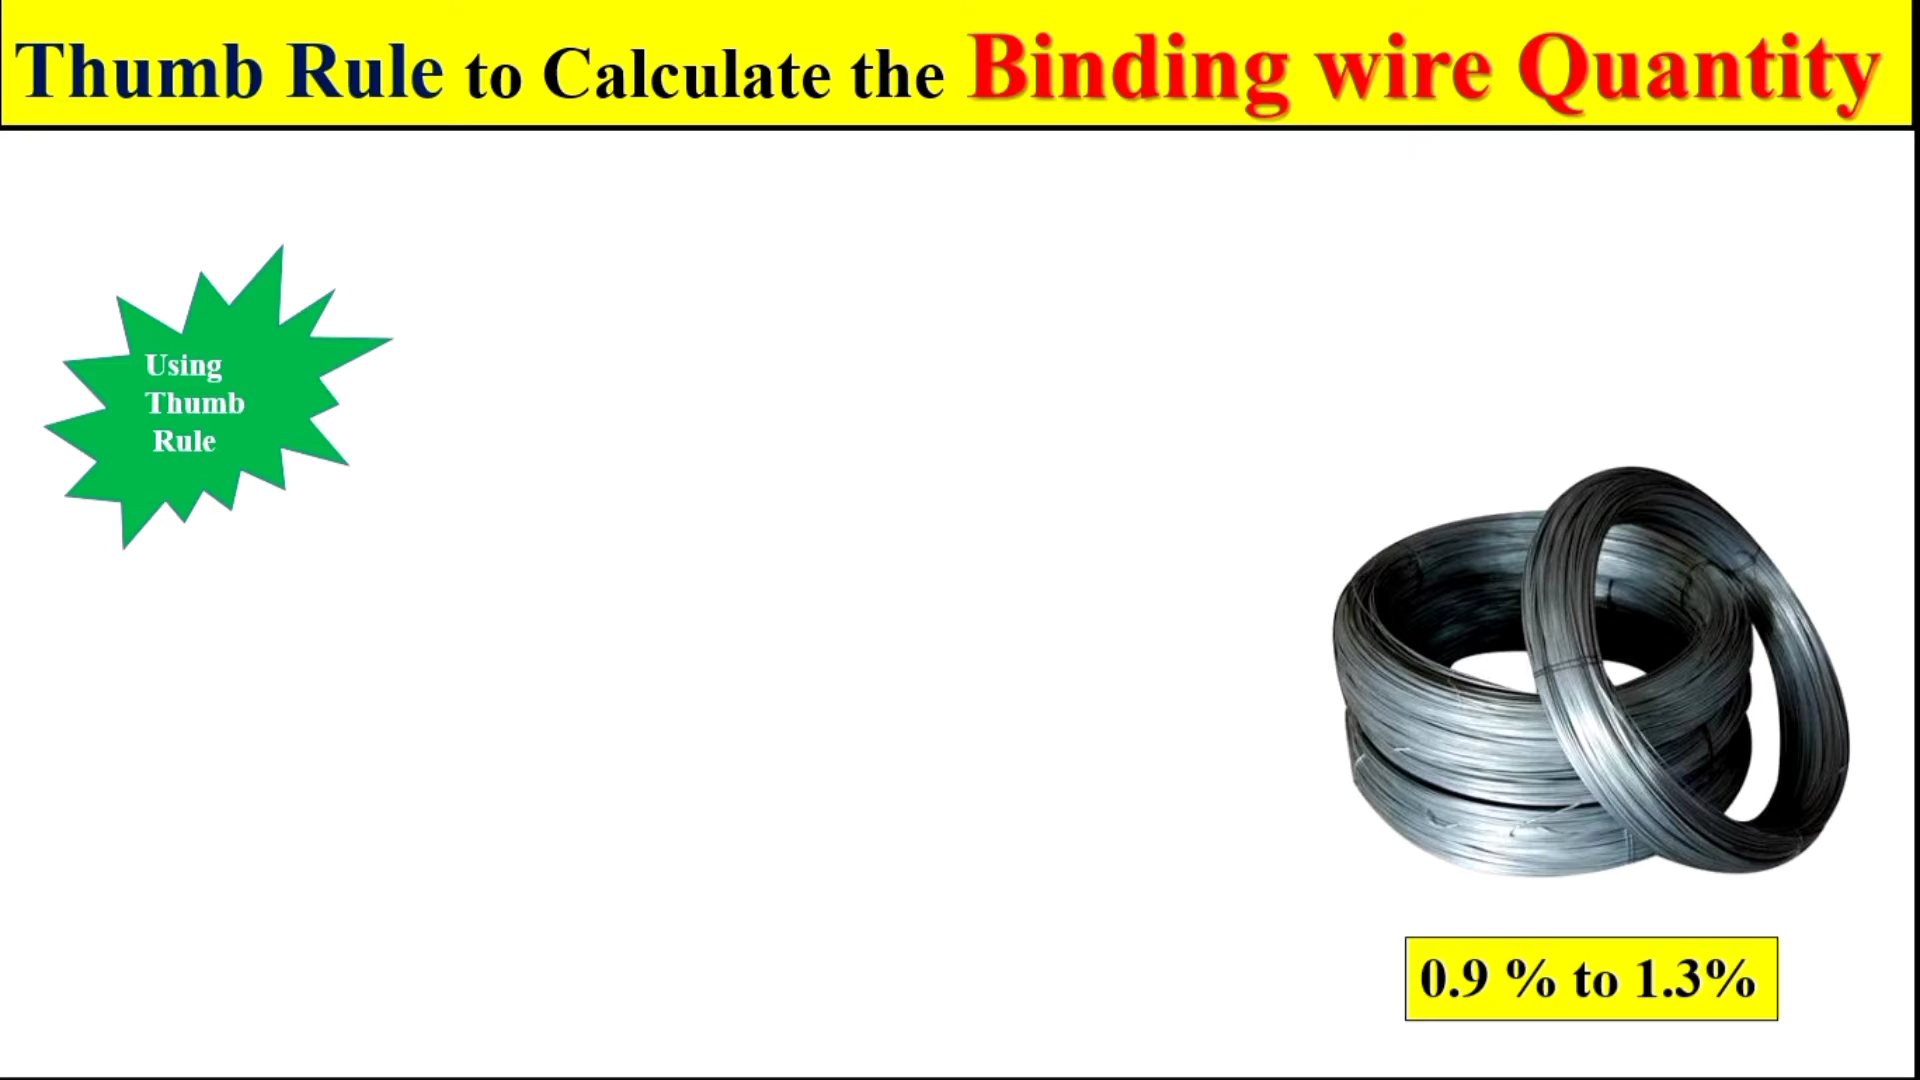 Thumb Rule to Calculate the Binding wire Quantity
Using
Thumb
Rule
0.9 % to 1.3%